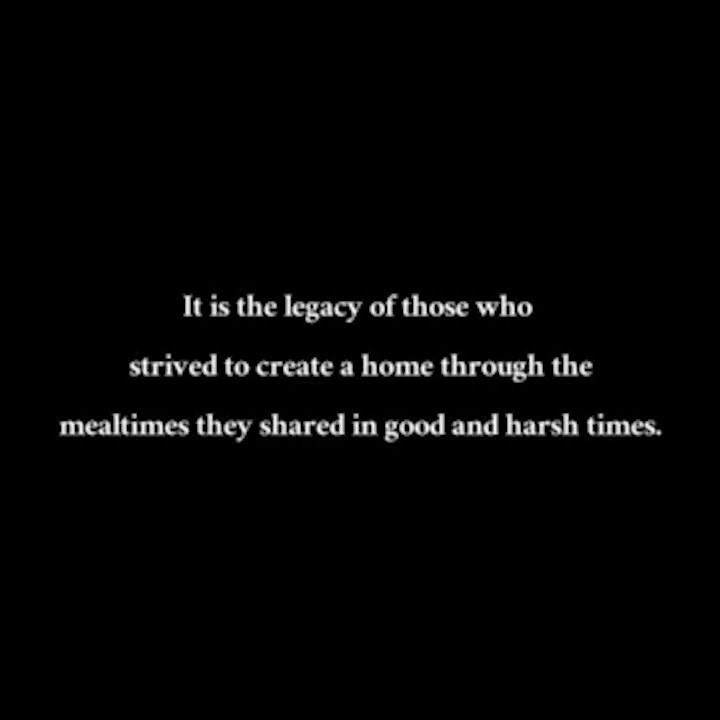 It is the legacy of those who
strived to create a home through the
mealtimes they shared in good and harsh times.